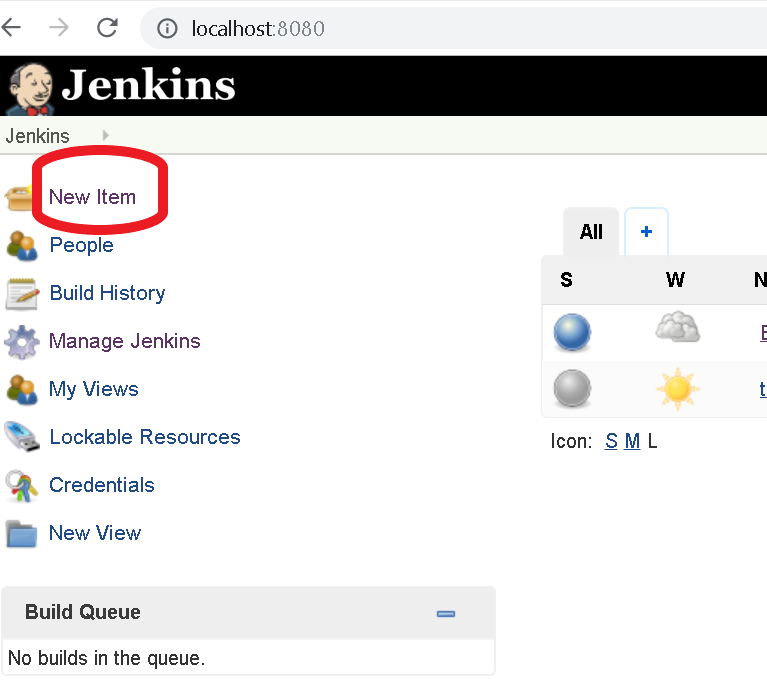 localhost:8080
Jenkins
Jenkins
New Item
People
Build History
Manage Jenkins
My Views
Lockable Resources
Credentials
New View
All +
S W N
t
Icon: S M L
Build Queue
No builds in the queue.